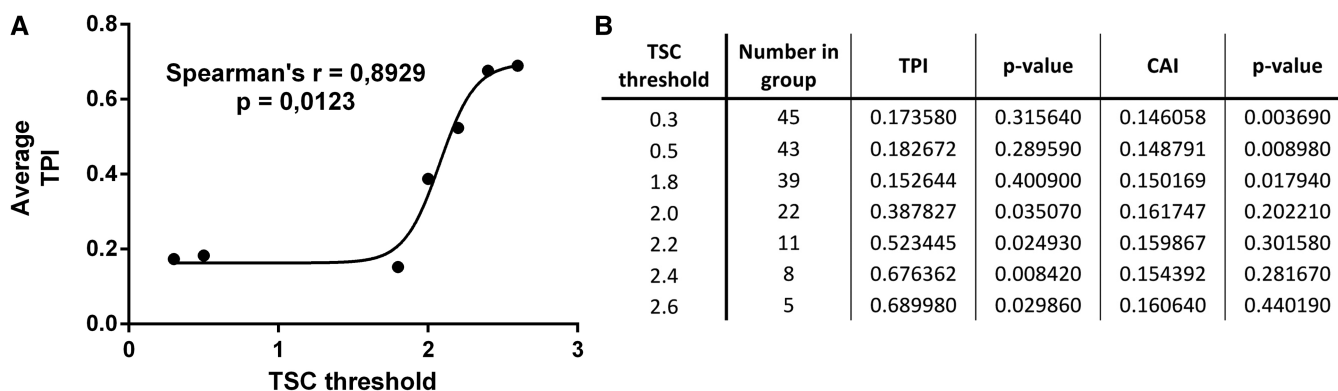 A
0.8
0.6
0.4
0.2
0.0
Average
TPI
Spearman's r = 0,8929
p = 0,0123
0 1 2 3
TSC threshold
B
TSC threshold Number in group TPI p-value CAI p-value
0.3 45 0.173580 0.315640 0.146058 0.003690
0.5 43 0.182672 0.289590 0.148791 0.008980
1.8 39 0.152644 0.400900 0.150169 0.017940
2.0 22 0.387827 0.035070 0.161747 0.202210
2.2 11 0.523445 0.024930 0.159867 0.301580
2.4 8 0.676362 0.008420 0.154392 0.281670
2.6 5 0.689980 0.029860 0.160640 0.440190